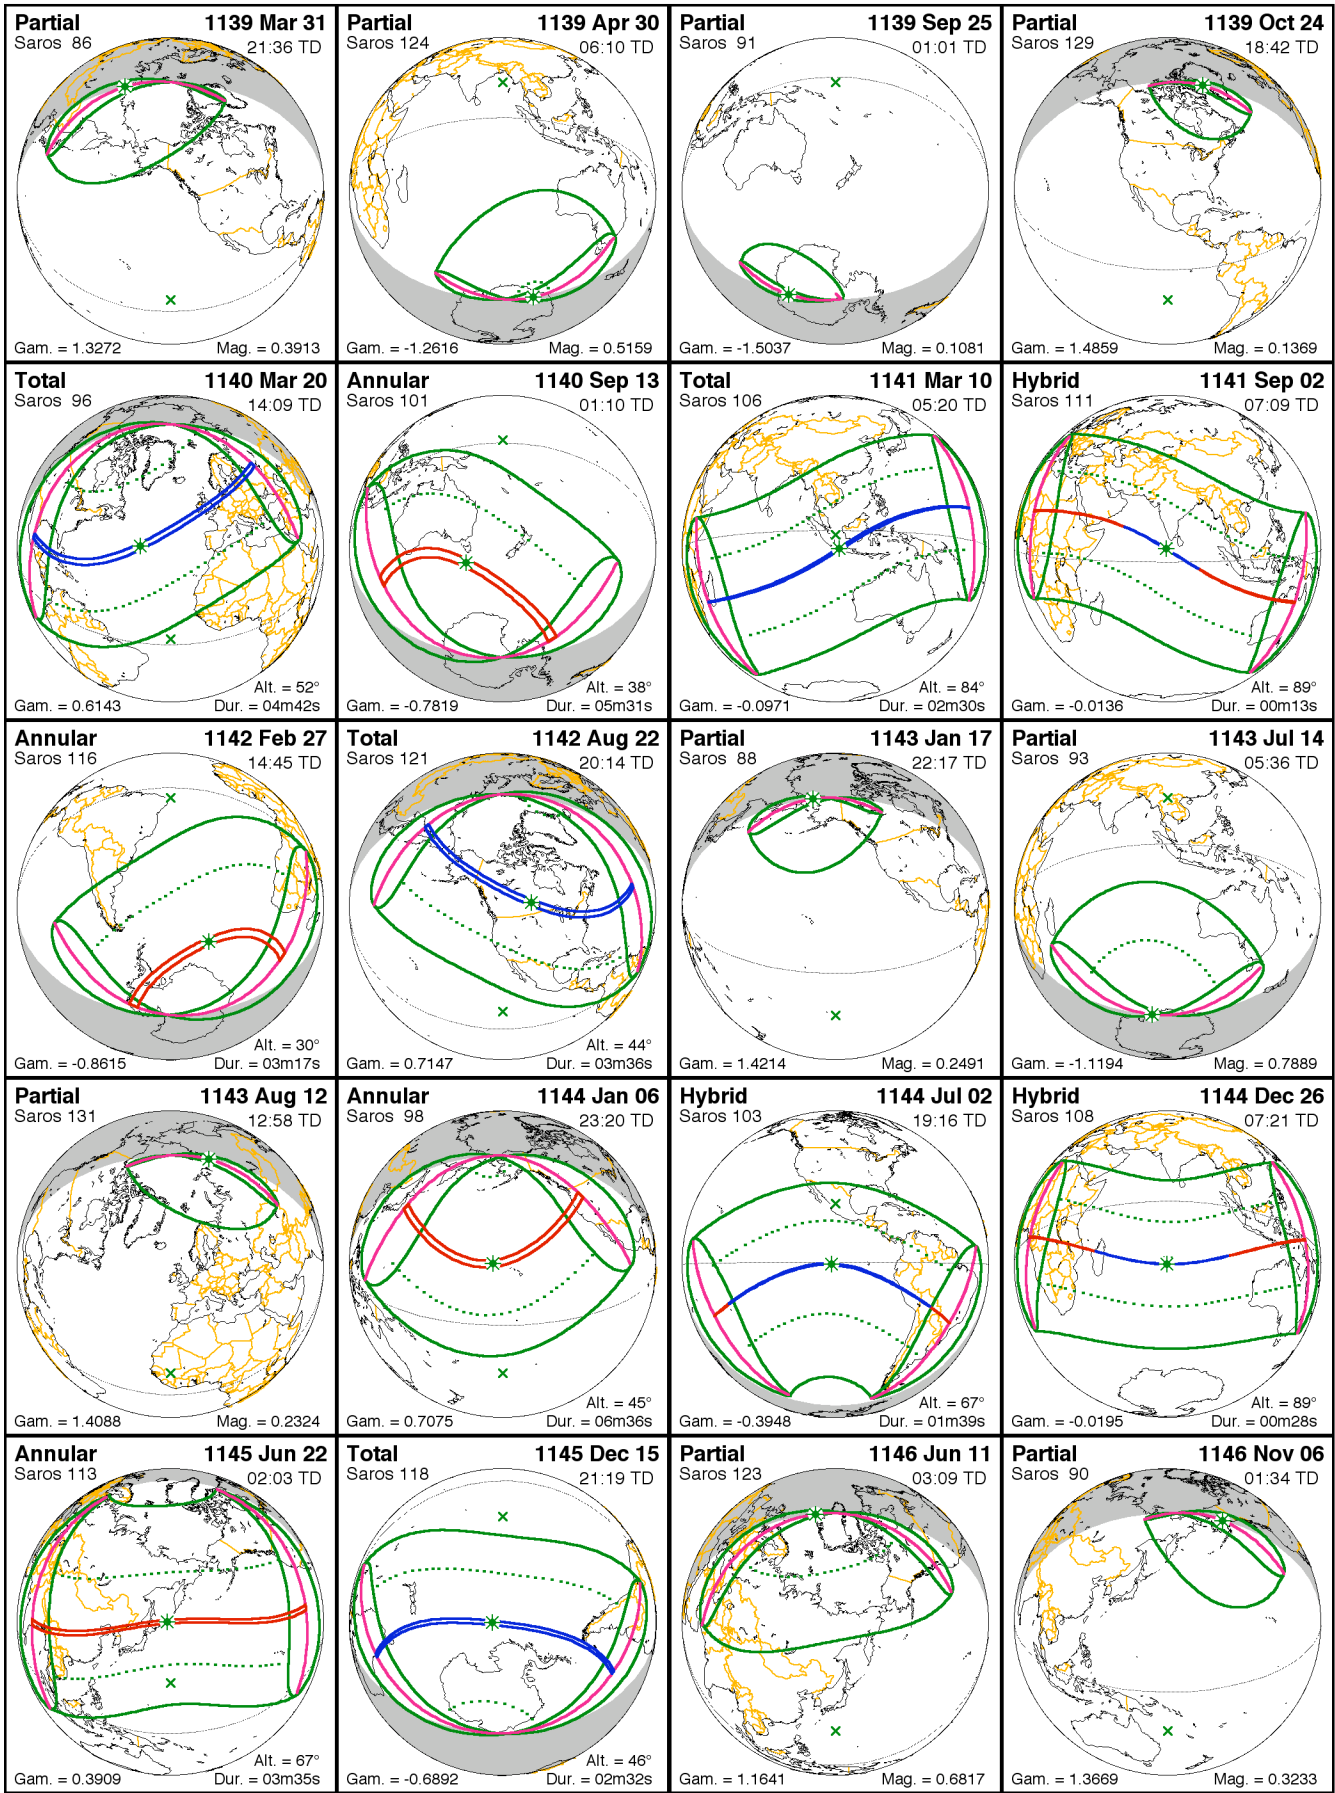 Partial 1139 Mar 31
Saros 86 21:36 TD
Gam. = 1.3272 Mag. = 0.3913
Partial 1139 Apr 30
Saros 124 06:10 TD
Gam. = -1.2616 Mag. = 0.5159
Partial 1139 Sep 25
Saros 91 01:01 TD
Gam. = -1.5037 Mag. = 0.1081
Partial 1139 Oct 24
Saros 129 18:42 TD
Gam. = 1.4859 Mag. = 0.1369
Total 1140 Mar 20
Saros 96 14:09 TD
Alt. = 52°
Gam. = 0.6143 Dur. = 04m42s
Annular 1140 Sep 13
Saros 101 01:10 TD
Alt. = 38°
Gam. = -0.7819 Dur. = 05m31s
Total 1141 Mar 10
Saros 106 05:20 TD
Alt. = 84°
Gam. = -0.0971 Dur. = 02m30s
Hybrid 1141 Sep 02
Saros 111 07:09 TD
Alt. = 89°
Gam. = -0.0136 Dur. = 00m13s
Annular 1142 Feb 27
Saros 116 14:45 TD
Alt. = 30°
Gam. = -0.8615 Dur. = 03m17s
Total 1142 Aug 22
Saros 121 20:14 TD
Alt. = 44°
Gam. = 0.7147 Dur. = 03m36s
Partial 1143 Jan 17
Saros 88 22:17 TD
Gam. = 1.4214 Mag. = 0.2491
Partial 1143 Jul 14
Saros 93 05:36 TD
Gam. = -1.1194 Mag. = 0.7889
Partial 1143 Aug 12
Saros 131 12:58 TD
Gam. = 1.4088 Mag. = 0.2324
Annular 1144 Jan 06
Saros 98 23:20 TD
Alt. = 45°
Gam. = 0.7075 Dur. = 06m36s
Hybrid 1144 Jul 02
Saros 103 19:16 TD
Alt. = 67°
Gam. = -0.3948 Dur. = 01m39s
Hybrid 1144 Dec 26
Saros 108 07:21 TD
Alt. = 89°
Gam. = -0.0195 Dur. = 00m28s
Annular 1145 Jun 22
Saros 113 02:03 TD
Alt. = 67°
Gam. = 0.3909 Dur. = 03m35s
Total 1145 Dec 15
Saros 118 21:19 TD
Alt. = 46°
Gam. = -0.6892 Dur. = 02m32s
Partial 1146 Jun 11
Saros 123 03:09 TD
Gam. = 1.1641 Mag. = 0.6817
Partial 1146 Nov 06
Saros 90 01:34 TD
Gam. = 1.3669 Mag. = 0.3233